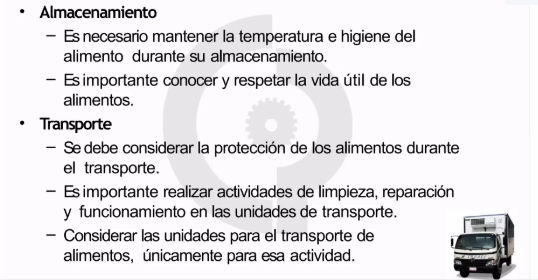 • Almacenamiento
– Es necesario mantener la temperatura e higiene del
alimento durante su almacenamiento.
– Es importante conocer y respetar la vida útil de los
alimentos.
• Transporte
– Se debe considerar la protección de los alimentos durante
el transporte.
– Es importante realizar actividades de limpieza, reparación
y funcionamiento en las unidades de transporte.
– Considerar las unidades para el transporte de
alimentos, únicamente para esa actividad.